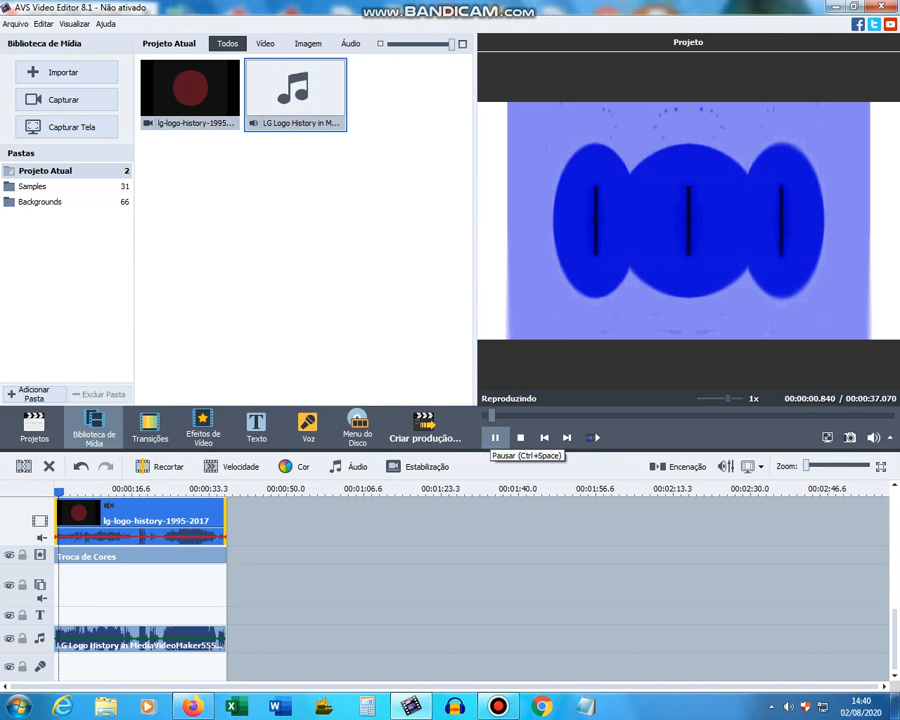 AVS Video Editor 8.1 - Não ativado
www.BANDICAM.com
Arquivo Editar Visualizar Ajuda
Biblioteca de Mídia
Projeto Atual Todos Vídeo Imagem Áudio
Projeto
Importar
Capturar
Capturar Tela
lg-logo-history-1995...
LG Logo History in M...
Pastas
Projeto Atual 2
Samples 31
Backgrounds 66
Adicionar Pasta
Excluir Pasta
Reproduzindo
1x
00:00:00.840 / 00:00:37.070
Projetos
Biblioteca de Mídia
Transições
Efeitos de Vídeo
Texto
Voz
Menu do Disco
Criar produção...
Pausar (Ctrl+Space)
Recortar
Velocidade
Cor
Áudio
Estabilização
Encenação
Zoom:
00:00:16.6 00:00:33.3 00:00:50.0 00:01:06.6 00:01:23.3 00:01:40.0 00:01:56.6 00:02:13.3 00:02:30.0 00:02:46.6
lg-logo-history-1995-2017
Troca de Cores
T
LG Logo History in MediaVideoMaker555...
14:40
02/08/2020